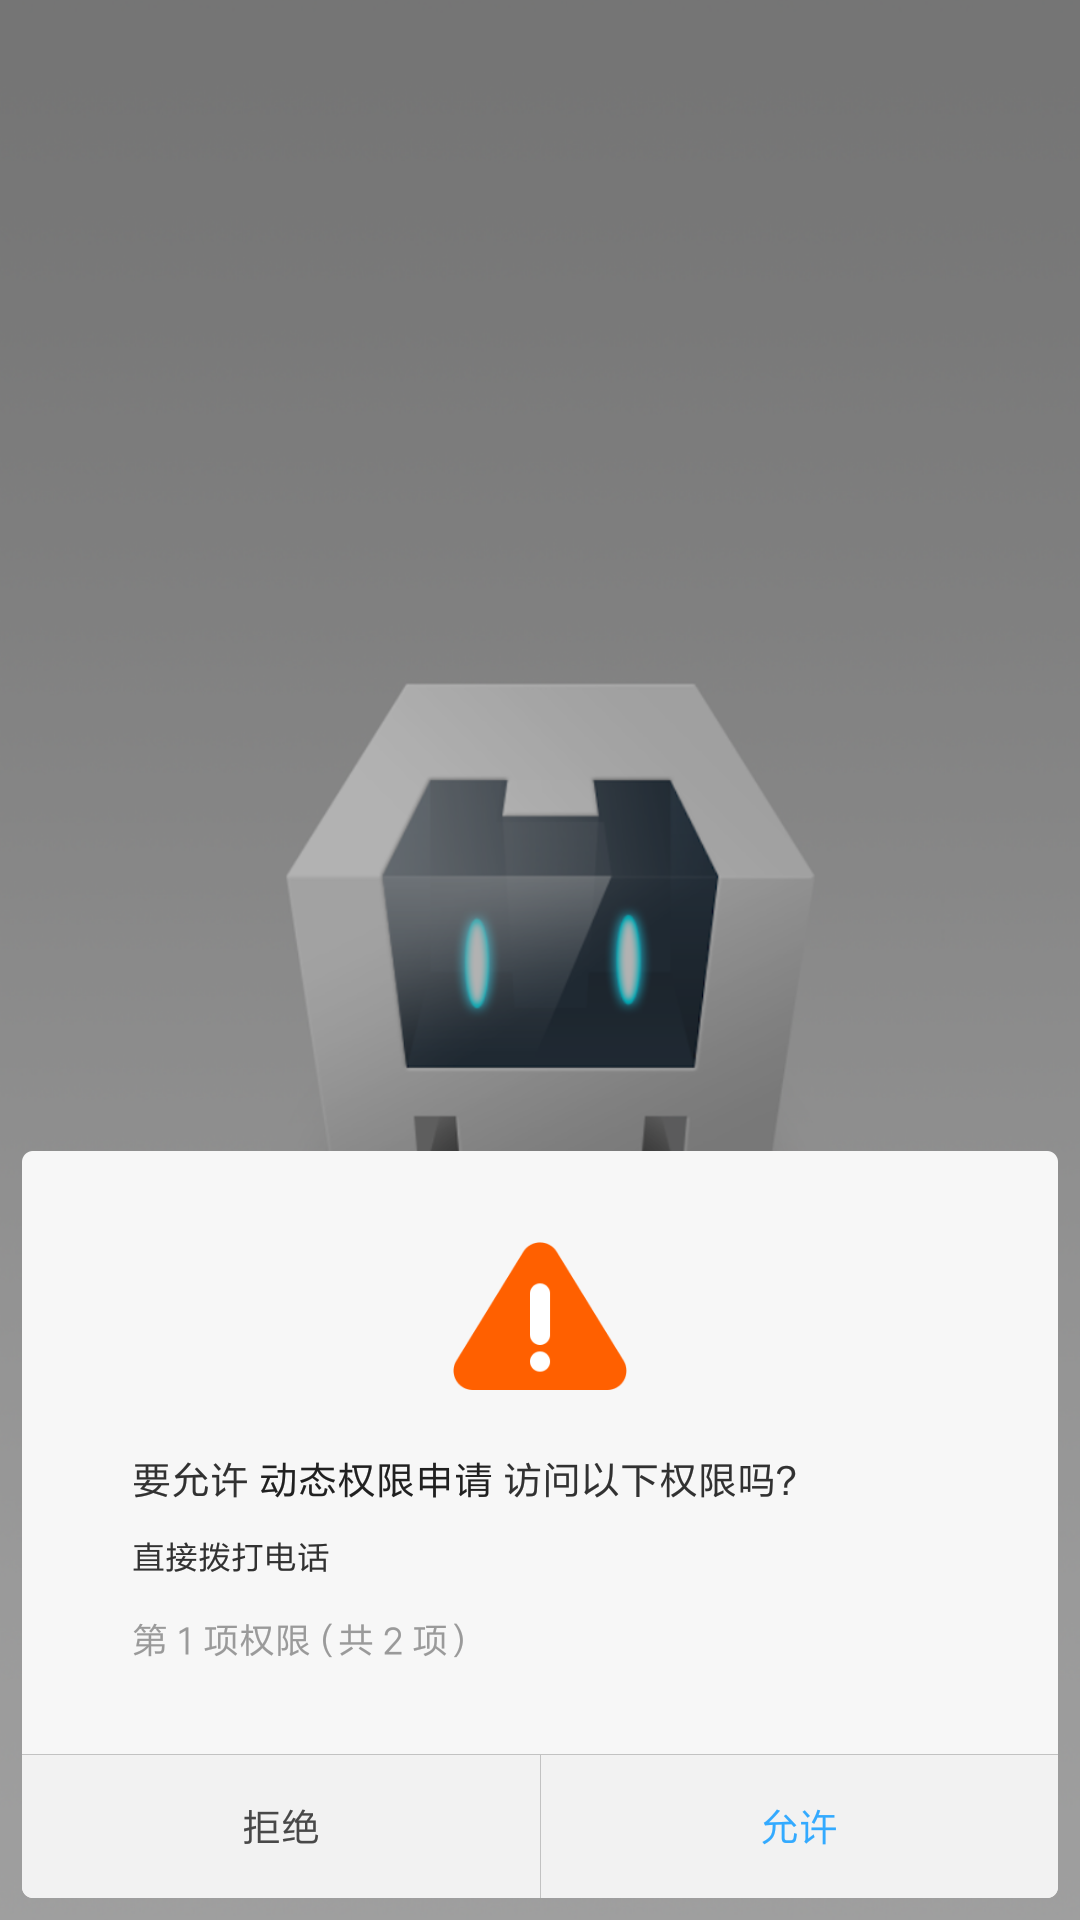 要允许 动态权限申请 访问以下权限吗?
直接拨打电话
第 1 项权限 (共 2 项)
拒绝
允许